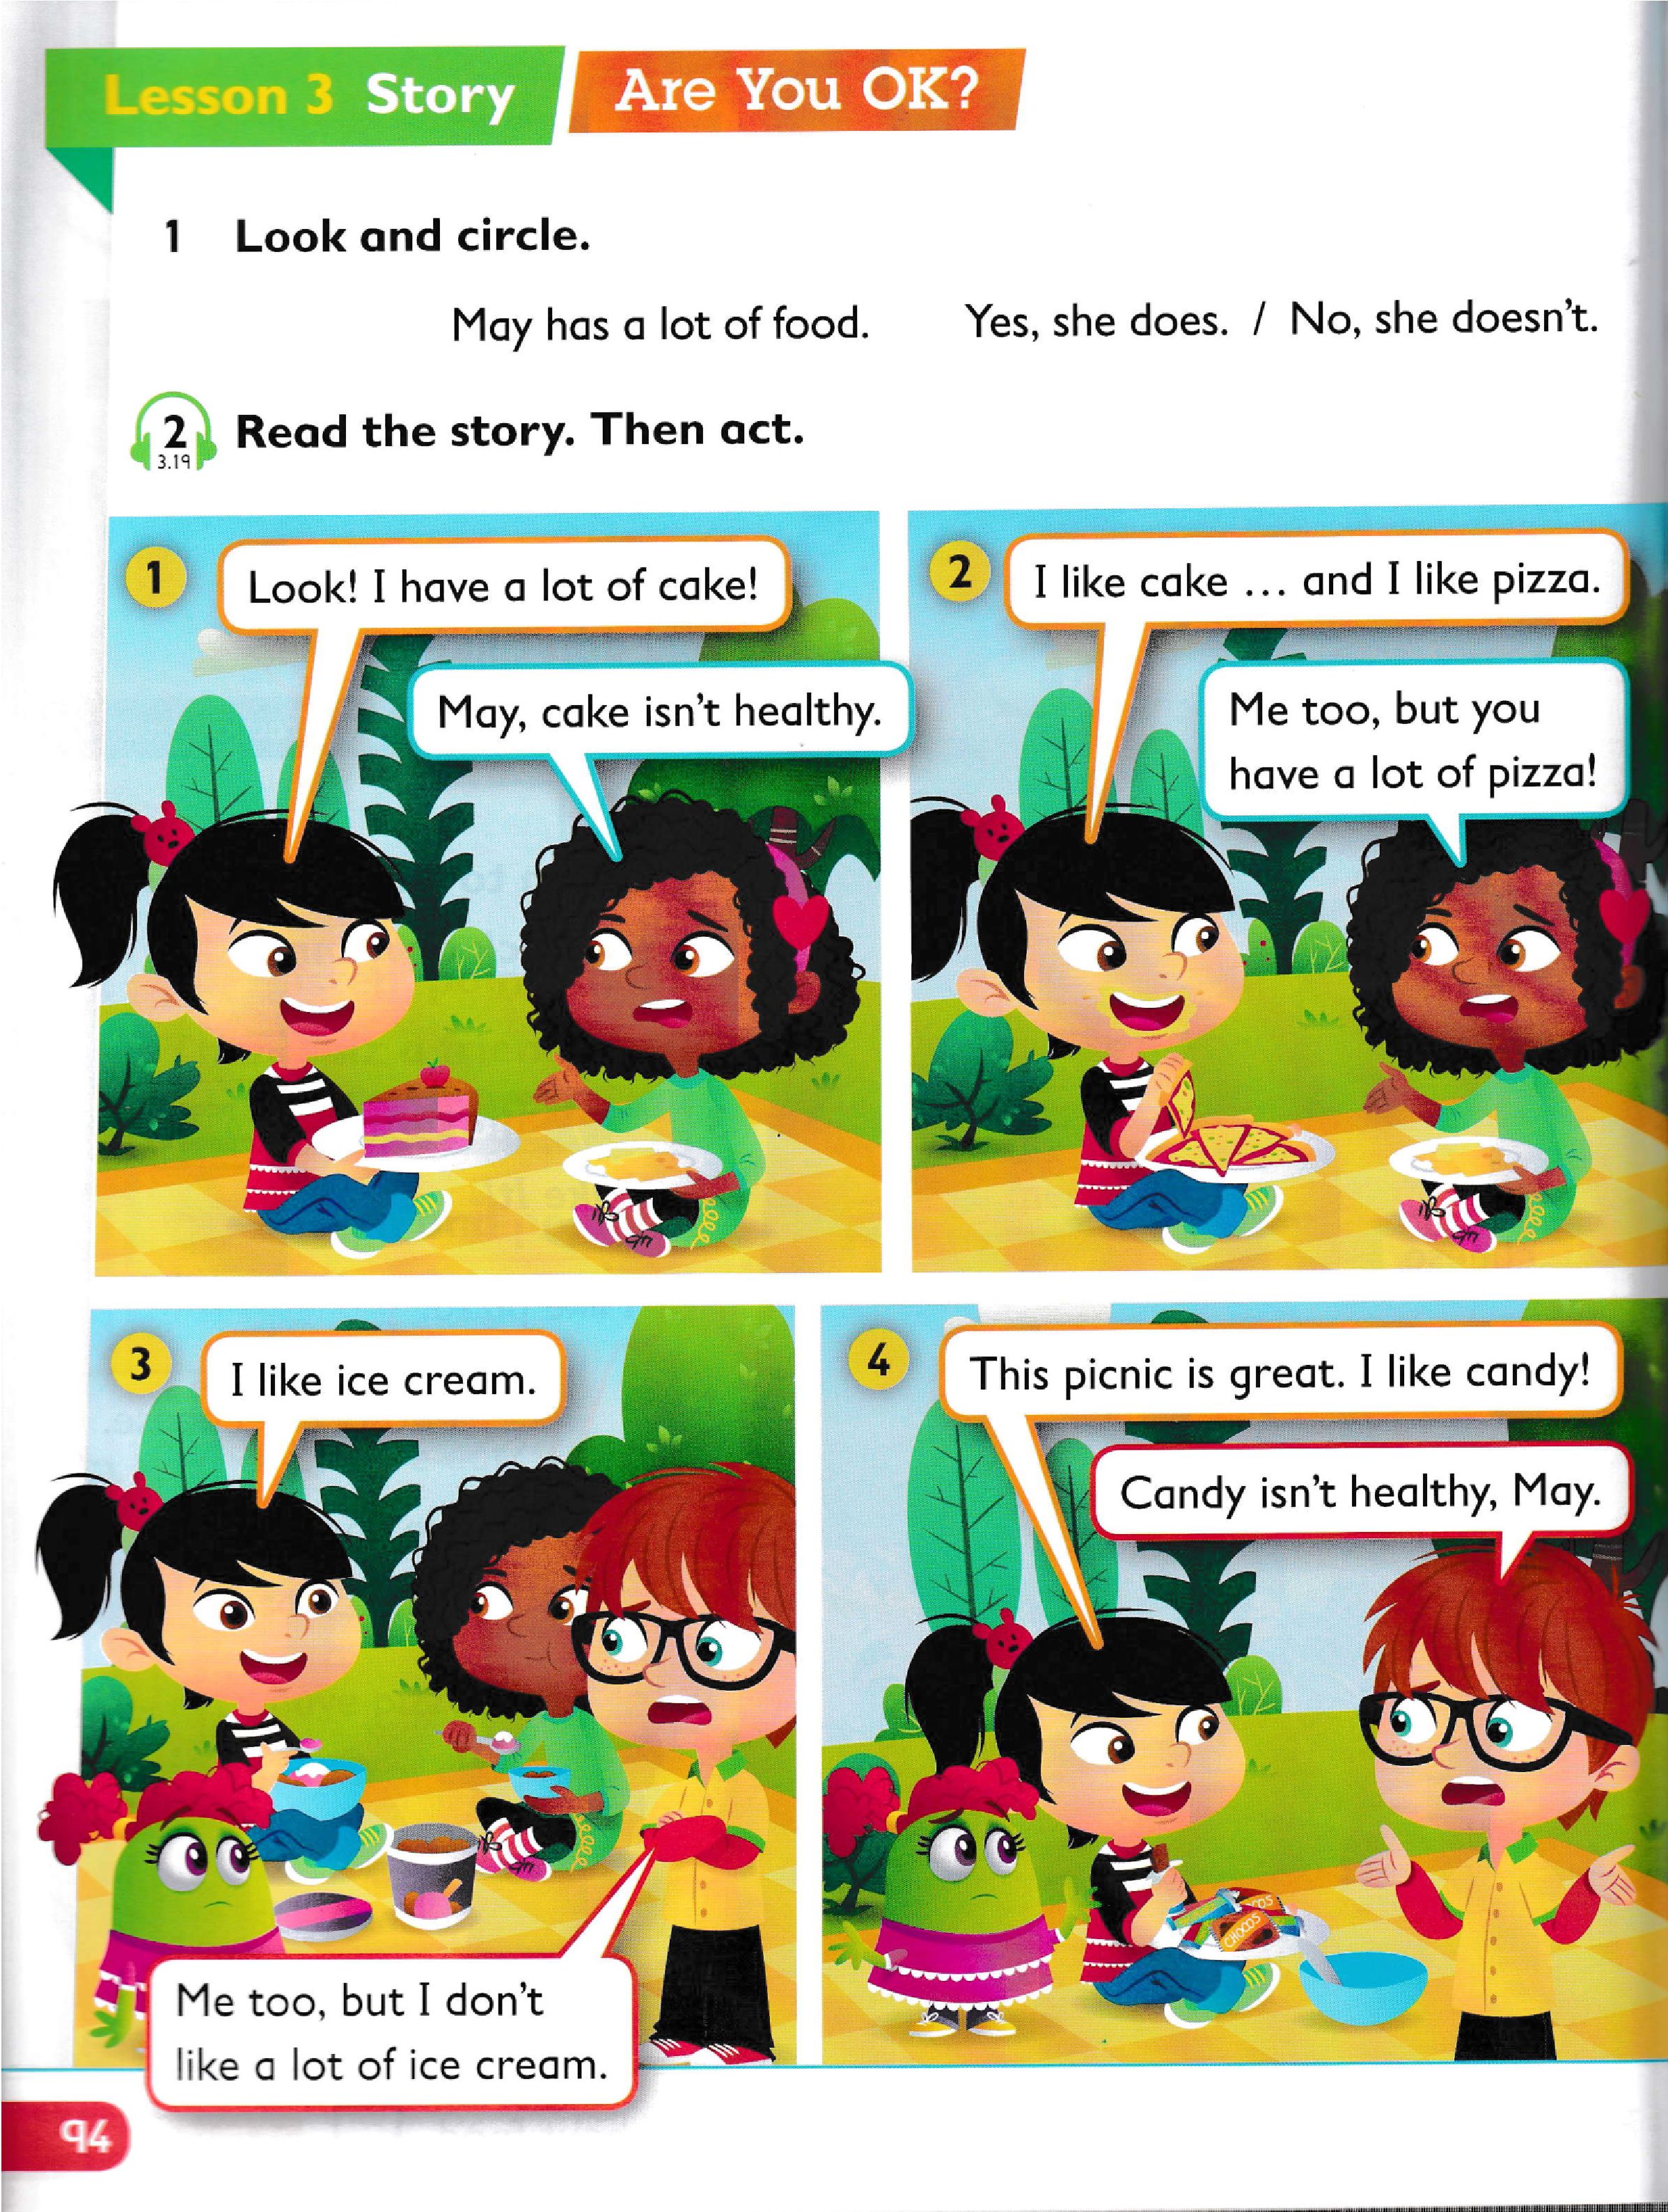 Lesson 3 Story Are You OK?
1 Look and circle.
May has a lot of food. Yes, she does. / No, she doesn't.
2 Read the story. Then act.
3.19
1
Look! I have a lot of cake!
May, cake isn't healthy.
2
I like cake ... and I like pizza.
Me too, but you
have a lot of pizza!
3
I like ice cream.
Me too, but I don't
like a lot of ice cream.
4
This picnic is great. I like candy!
Candy isn't healthy, May.
CHOCOS
94